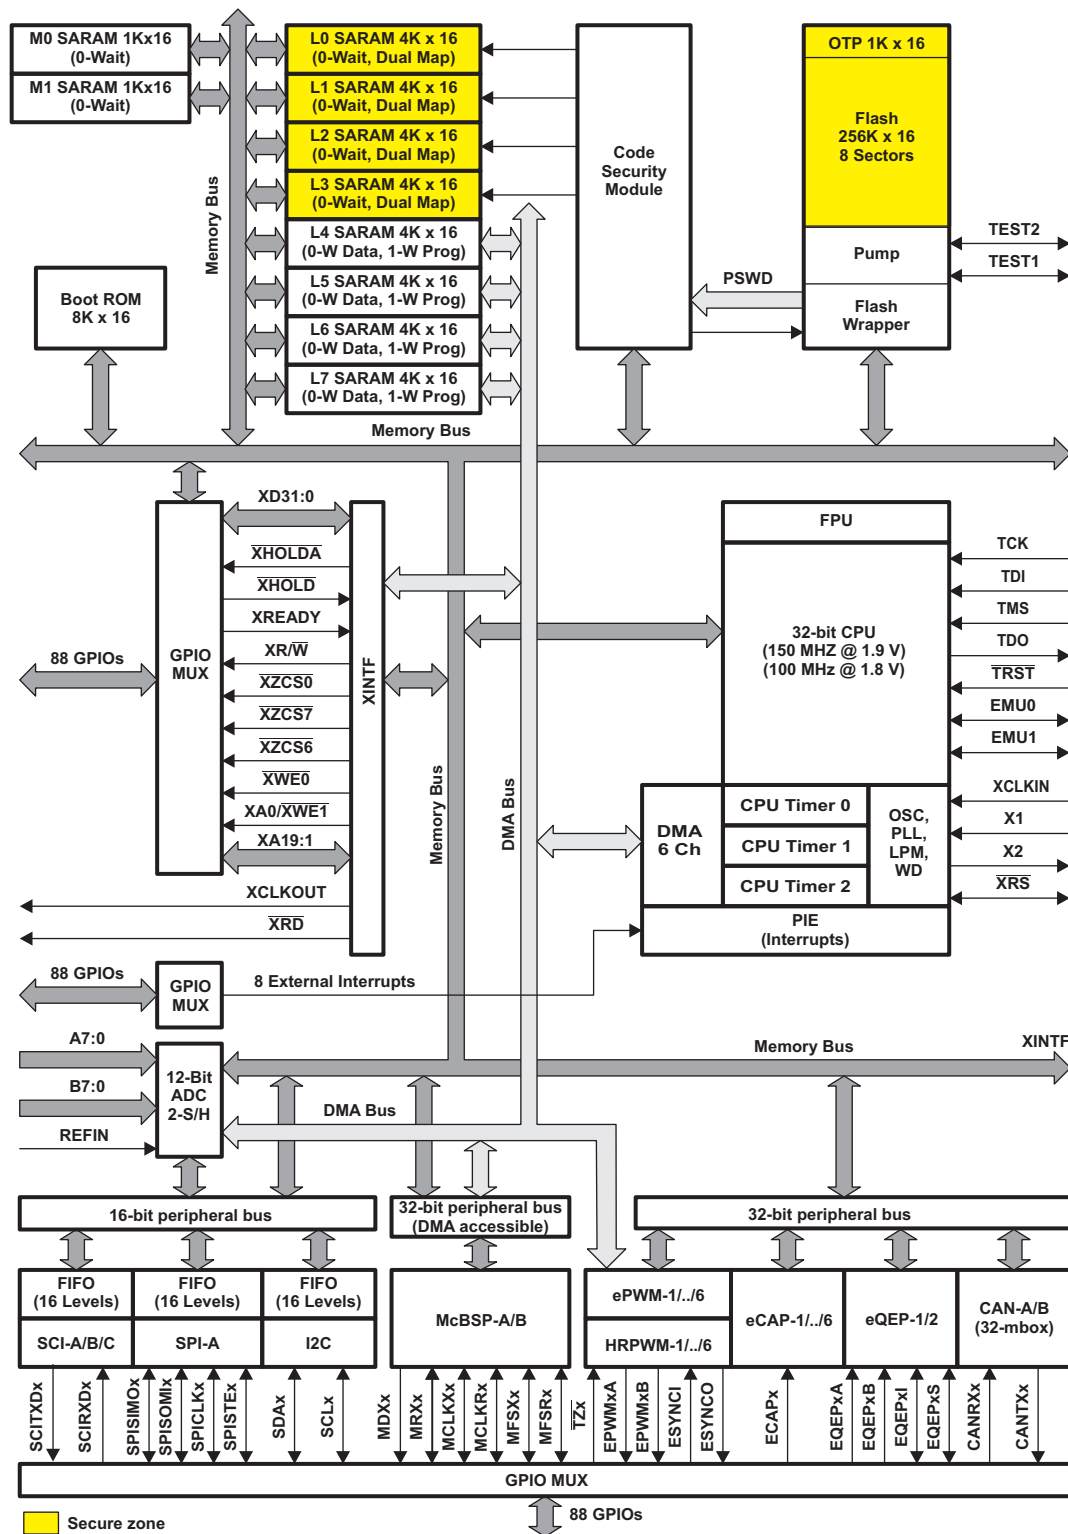 M0 SARAM 1Kx16
(0-Wait)
M1 SARAM 1Kx16
(0-Wait)
L0 SARAM 4K x 16
(0-Wait, Dual Map)
L1 SARAM 4K x 16
(0-Wait, Dual Map)
L2 SARAM 4K x 16
(0-Wait, Dual Map)
L3 SARAM 4K x 16
(0-Wait, Dual Map)
L4 SARAM 4K x 16
(0-W Data, 1-W Prog)
L5 SARAM 4K x 16
(0-W Data, 1-W Prog)
L6 SARAM 4K x 16
(0-W Data, 1-W Prog)
L7 SARAM 4K x 16
(0-W Data, 1-W Prog)
Memory Bus
Code
Security
Module
OTP 1K x 16
Flash
256K x 16
8 Sectors
Pump
Flash
Wrapper
TEST2
TEST1
PSWD
Boot ROM
8K x 16
Memory Bus
XD31:0
XHOLDA
XHOLD
XREADY
XR/W
XZCS0
XZCS7
XZCS6
XWE0
XA0/XWE1
XA19:1
XCLKOUT
XRD
88 GPIOs
GPIO
MUX
XINTF
Memory Bus
DMA Bus
FPU
32-bit CPU
(150 MHZ @ 1.9 V)
(100 MHz @ 1.8 V)
TCK
TDI
TMS
TDO
TRST
EMU0
EMU1
XCLKIN
X1
X2
XRS
DMA
6 Ch
CPU Timer 0
CPU Timer 1
CPU Timer 2
OSC,
PLL,
LPM,
WD
PIE
(Interrupts)
88 GPIOs
GPIO
MUX
8 External Interrupts
A7:0
B7:0
REFIN
12-Bit
ADC
2-S/H
Memory Bus
XINTF
DMA Bus
16-bit peripheral bus
32-bit peripheral bus
(DMA accessible)
32-bit peripheral bus
FIFO
(16 Levels)
FIFO
(16 Levels)
FIFO
(16 Levels)
SCI-A/B/C
SPI-A
I2C
McBSP-A/B
ePWM-1/../6
HRPWM-1/../6
eCAP-1/../6
eQEP-1/2
CAN-A/B
(32-mbox)
SCITXDx
SCIRXDx
SPISIMOx
SPISOMIx
SPICLKx
SPISTEx
SDAx
SCLx
MDXx
MRXx
MCLKXx
MCLKRx
MFSXx
MFSRx
TZx
EPWMxA
EPWMxB
ESYNCI
ESYNCO
ECAPx
EQEPxA
EQEPxB
EQEPxI
EQEPxS
CANRXx
CANTXx
GPIO MUX
88 GPIOs
Secure zone